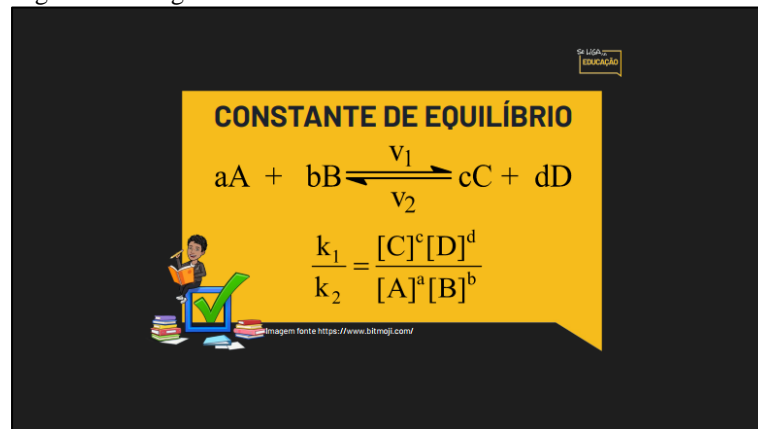 SE LiGA
EDUCAÇÃO
CONSTANTE DE EQUILÍBRIO
v₁
aA + bB ⇌ cC + dD
v₂
k₁/k₂ = [C]ᶜ[D]ᵈ/[A]ᵃ[B]ᵇ
Imagem fonte https://www.bitmoji.com/